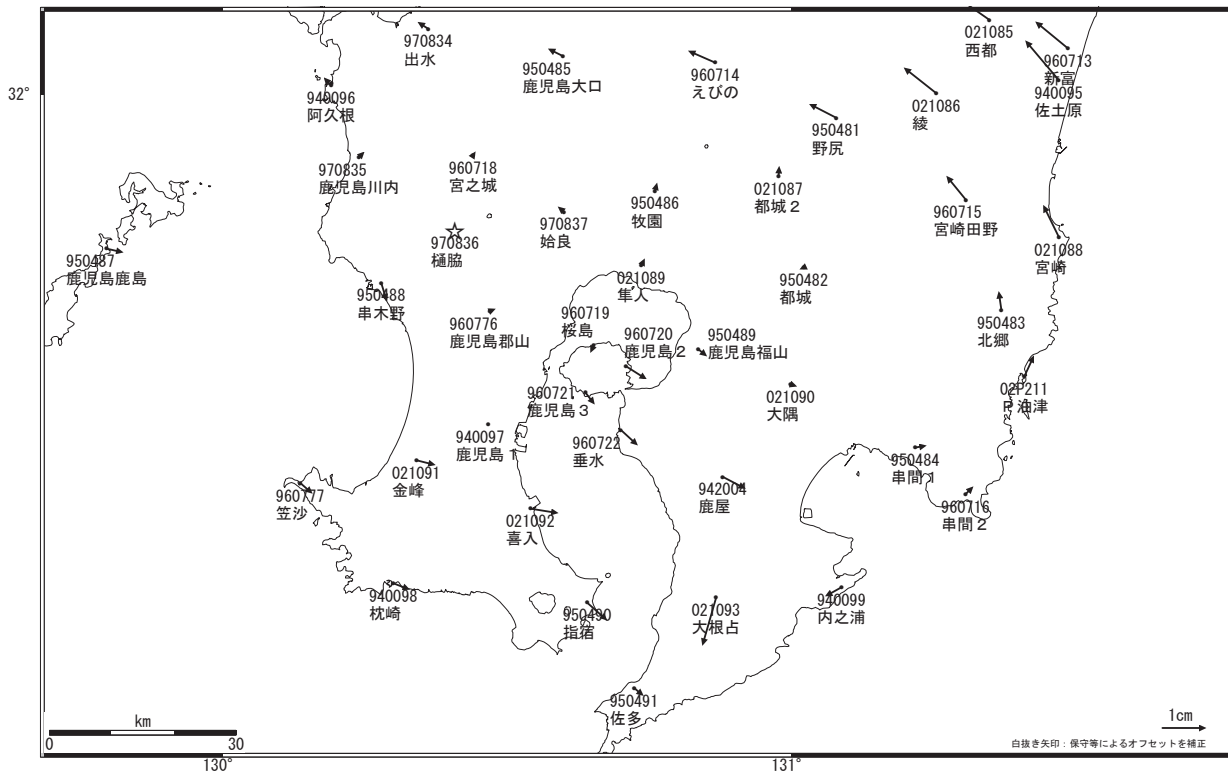 970834
出水
950485
鹿児島大口
960714
えびの
021085
西都
960713
新富
940095
佐土原
021086
綾
32°
940096
阿久根
950481
野尻
970835
鹿児島川内
960718
宮之城
950486
牧園
021087
都城2
960715
宮崎田野
970837
姶良
970836
樋脇
021088
宮崎
950487
鹿児島鹿島
021089
隼人
950482
都城
950488
串木野
960776
鹿児島郡山
960719
桜島
960720
鹿児島2
950489
鹿児島福山
950483
北郷
960721
鹿児島3
021090
大隅
02P211
P油津
940097
鹿児島1
960722
垂水
021091
金峰
950484
串間1
960777
笠沙
942004
鹿屋
960716
串間2
021092
喜入
940098
枕崎
950490
指宿
021093
大根占
940099
内之浦
950491
佐多
km
0 30
1cm
白抜き矢印：保守等によるオフセットを補正
130° 131°